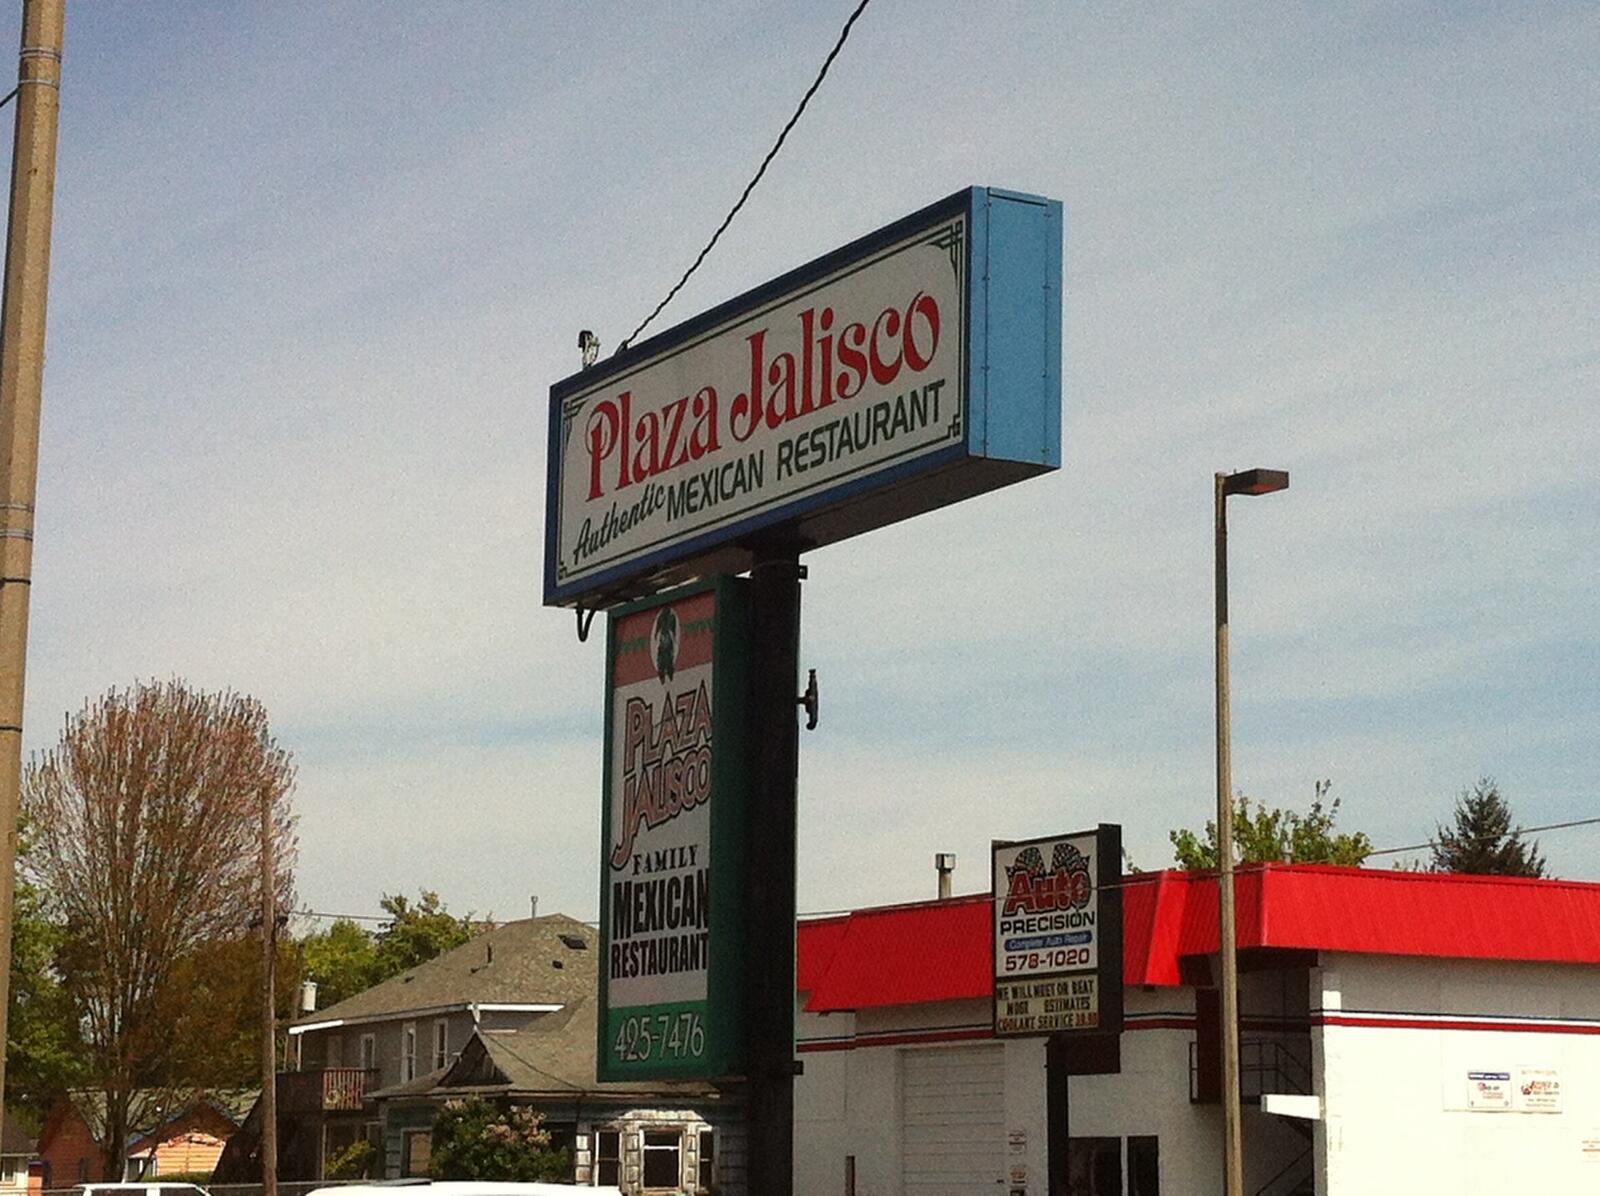 Plaza Jalisco
Authentic MEXICAN RESTAURANT
PLAZA
JALISCO
FAMILY
MEXICAN
RESTAURANT
425-7476
Auto
PRECISION
Complete Auto Repair
578-1020
WE WILL MEET OR BEAT
MOST ESTIMATES
COOLANT SERVICE